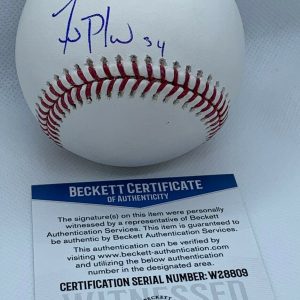 34
BECKETT CERTIFICATE
OF AUTHENTICITY
The signature(s) on this item were personally
witnessed by a representative of Beckett
Authentication Services. This item is guaranteed
to be authentic by Beckett Authentication Services.
This authentication can be verified by
visiting www.beckett-authentication.com
and utilizing the below authentication
number in the designated area.
CERTIFICATION SERIAL NUMBER: W28809
BECKETT
WITNESSED